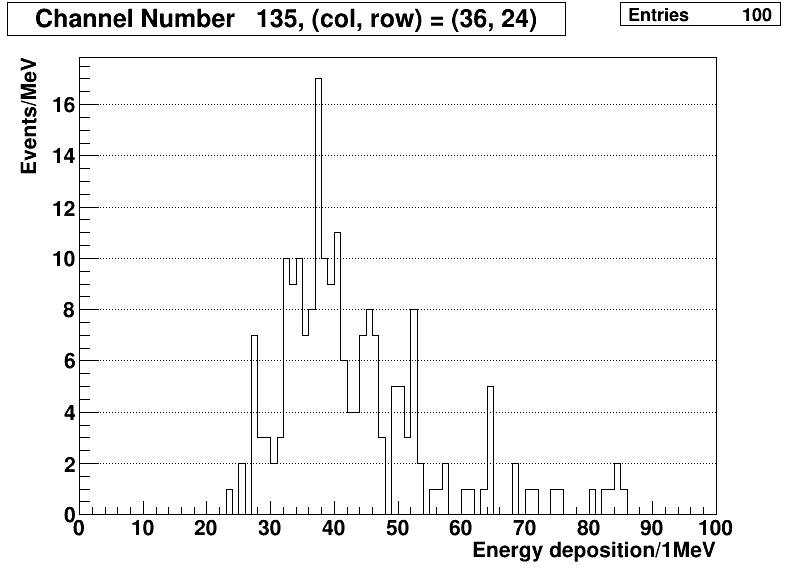 Channel Number 135, (col, row) = (36, 24)
Entries 100
Events/MeV
16
14
12
10
8
6
4
2
0
0 10 20 30 40 50 60 70 80 90 100
Energy deposition/1MeV